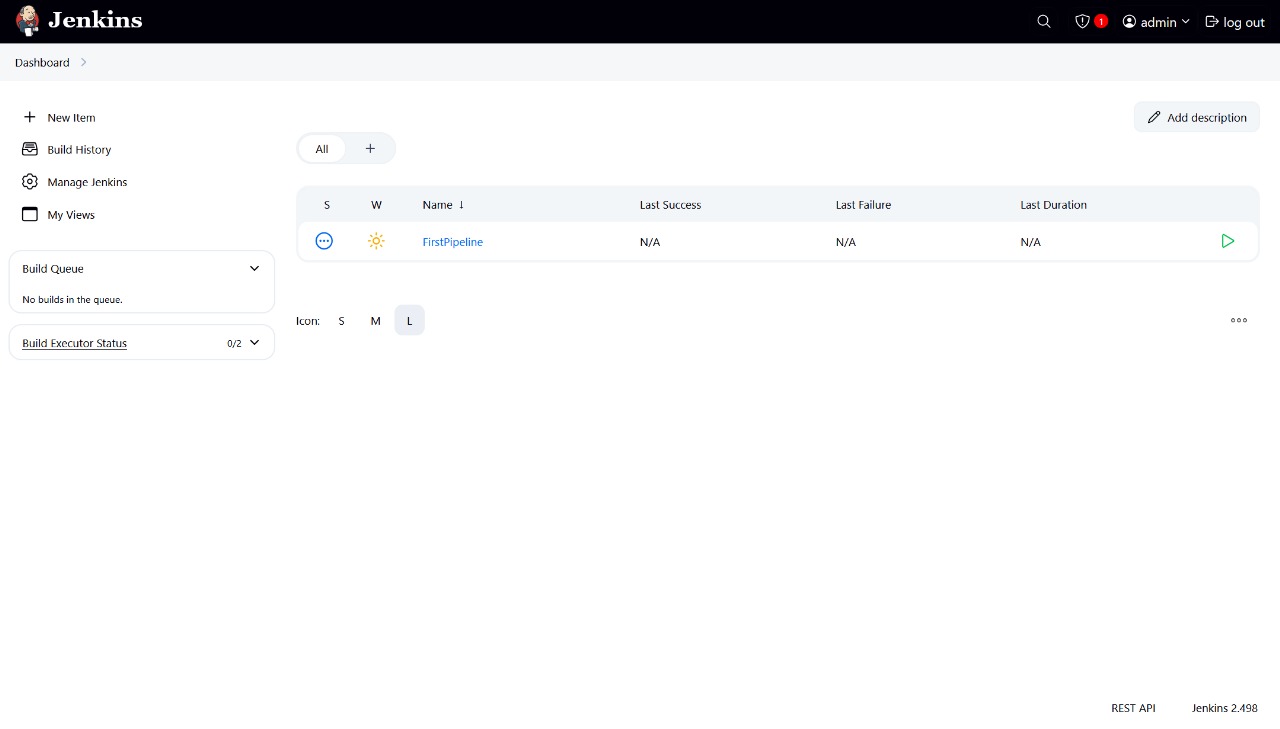 Jenkins
1
admin
log out
Dashboard
New Item
Build History
Manage Jenkins
My Views
Build Queue
No builds in the queue.
Build Executor Status 0/2
Add description
All +
S W Name ↓ Last Success Last Failure Last Duration
FirstPipeline N/A N/A N/A
Icon: S M L
REST API Jenkins 2.498